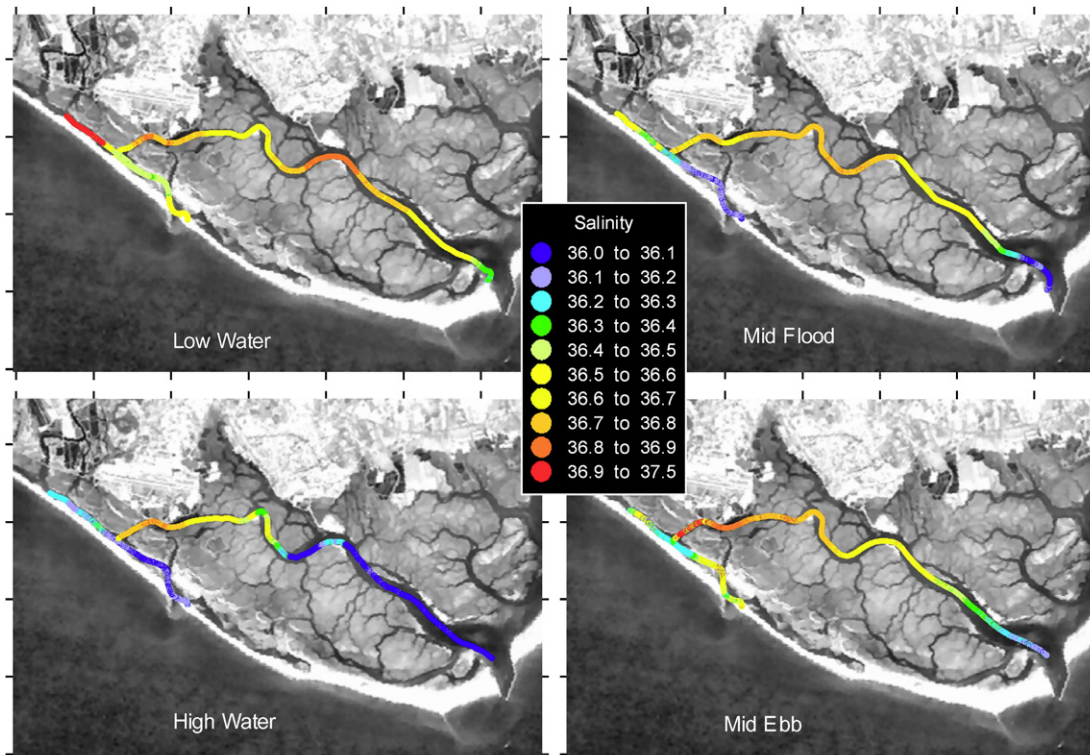 Low Water
Mid Flood
Salinity
36.0 to 36.1
36.1 to 36.2
36.2 to 36.3
36.3 to 36.4
36.4 to 36.5
36.5 to 36.6
36.6 to 36.7
36.7 to 36.8
36.8 to 36.9
36.9 to 37.5
High Water
Mid Ebb